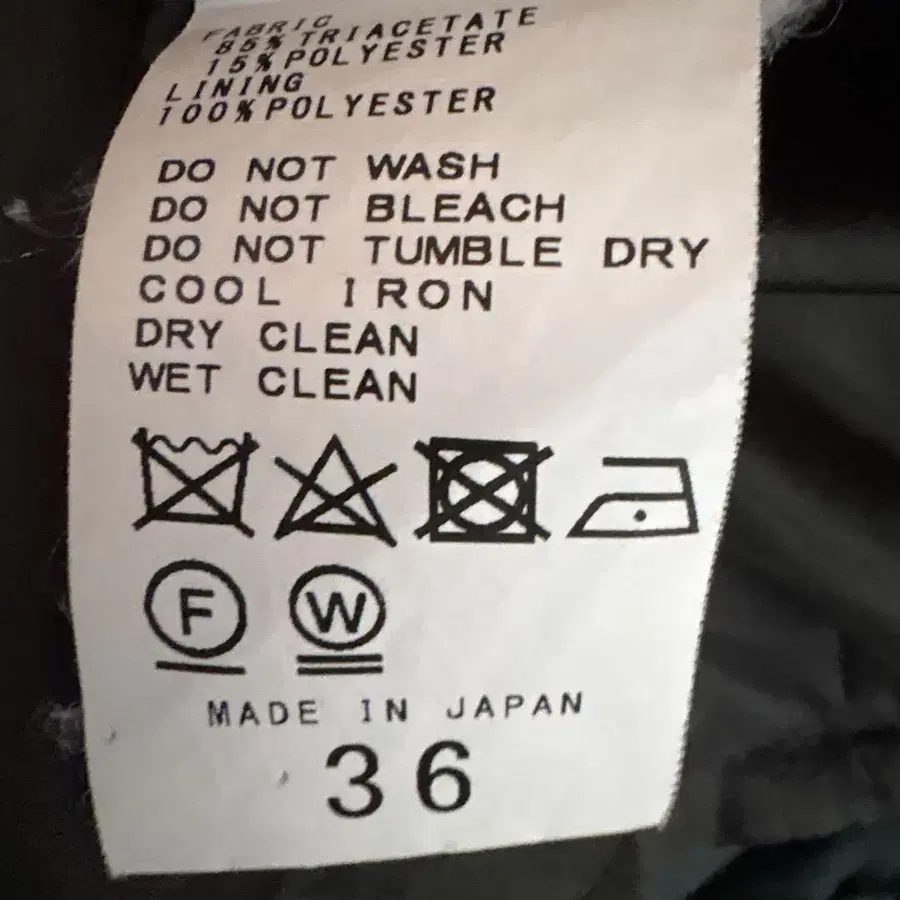 FABRIC
85% TRIACETATE
15% POLYESTER
LINING
100% POLYESTER
DO NOT WASH
DO NOT BLEACH
DO NOT TUMBLE DRY
COOL IRON
DRY CLEAN
WET CLEAN
F W
MADE IN JAPAN
36